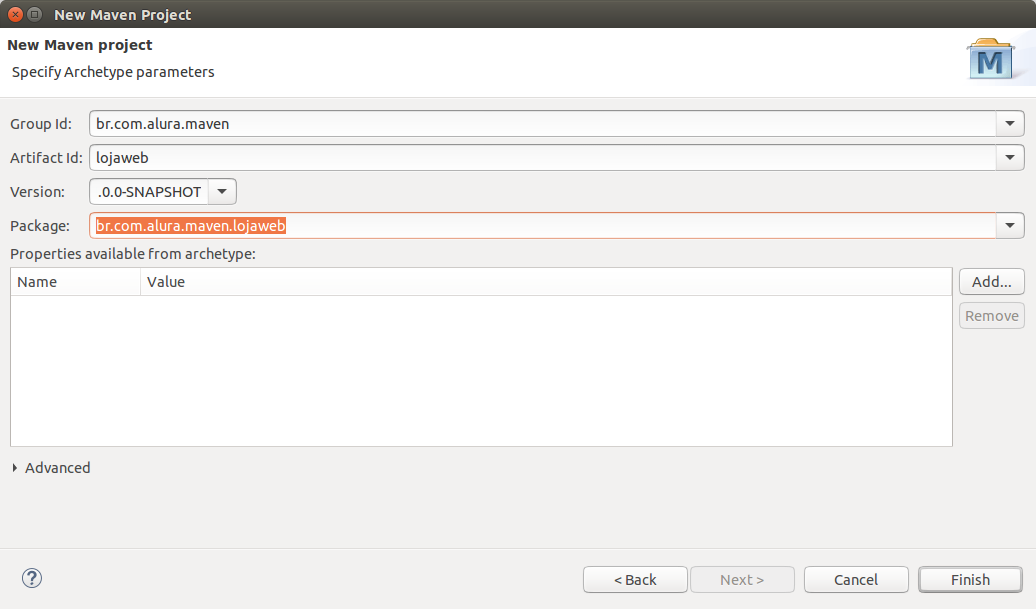 New Maven Project
New Maven project
Specify Archetype parameters
M
Group Id: br.com.alura.maven
Artifact Id: lojaweb
Version: .0.0-SNAPSHOT
Package: br.com.alura.maven.lojaweb
Properties available from archetype:
Name Value Add...
Remove
Advanced
? < Back Next > Cancel Finish